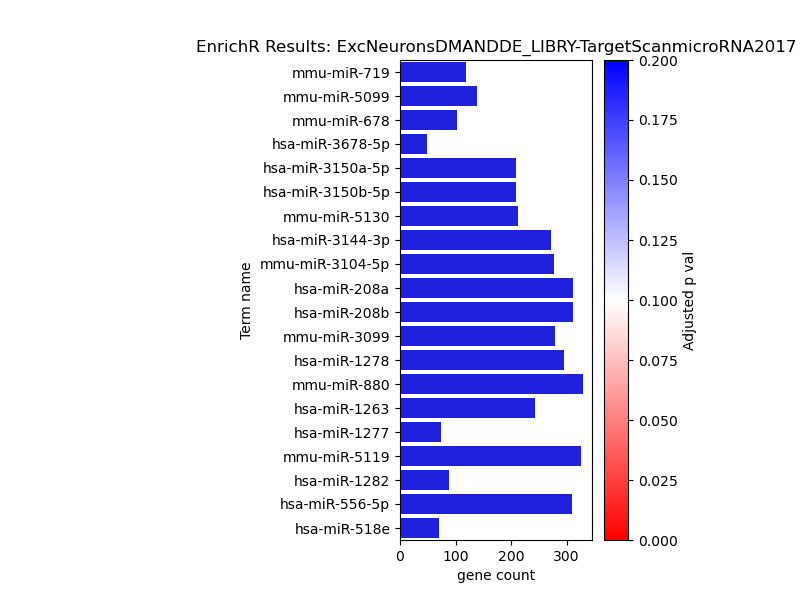 EnrichR Results: ExcNeuronsDMANDDE_LIBRY-TargetScanmicroRNA2017
mmu-miR-719
mmu-miR-5099
mmu-miR-678
hsa-miR-3678-5p
hsa-miR-3150a-5p
hsa-miR-3150b-5p
mmu-miR-5130
hsa-miR-3144-3p
mmu-miR-3104-5p
hsa-miR-208a
hsa-miR-208b
mmu-miR-3099
hsa-miR-1278
mmu-miR-880
hsa-miR-1263
hsa-miR-1277
mmu-miR-5119
hsa-miR-1282
hsa-miR-556-5p
hsa-miR-518e
Term name
0 100 200 300
gene count
0.200
0.175
0.150
0.125
0.100
0.075
0.050
0.025
0.000
Adjusted p val